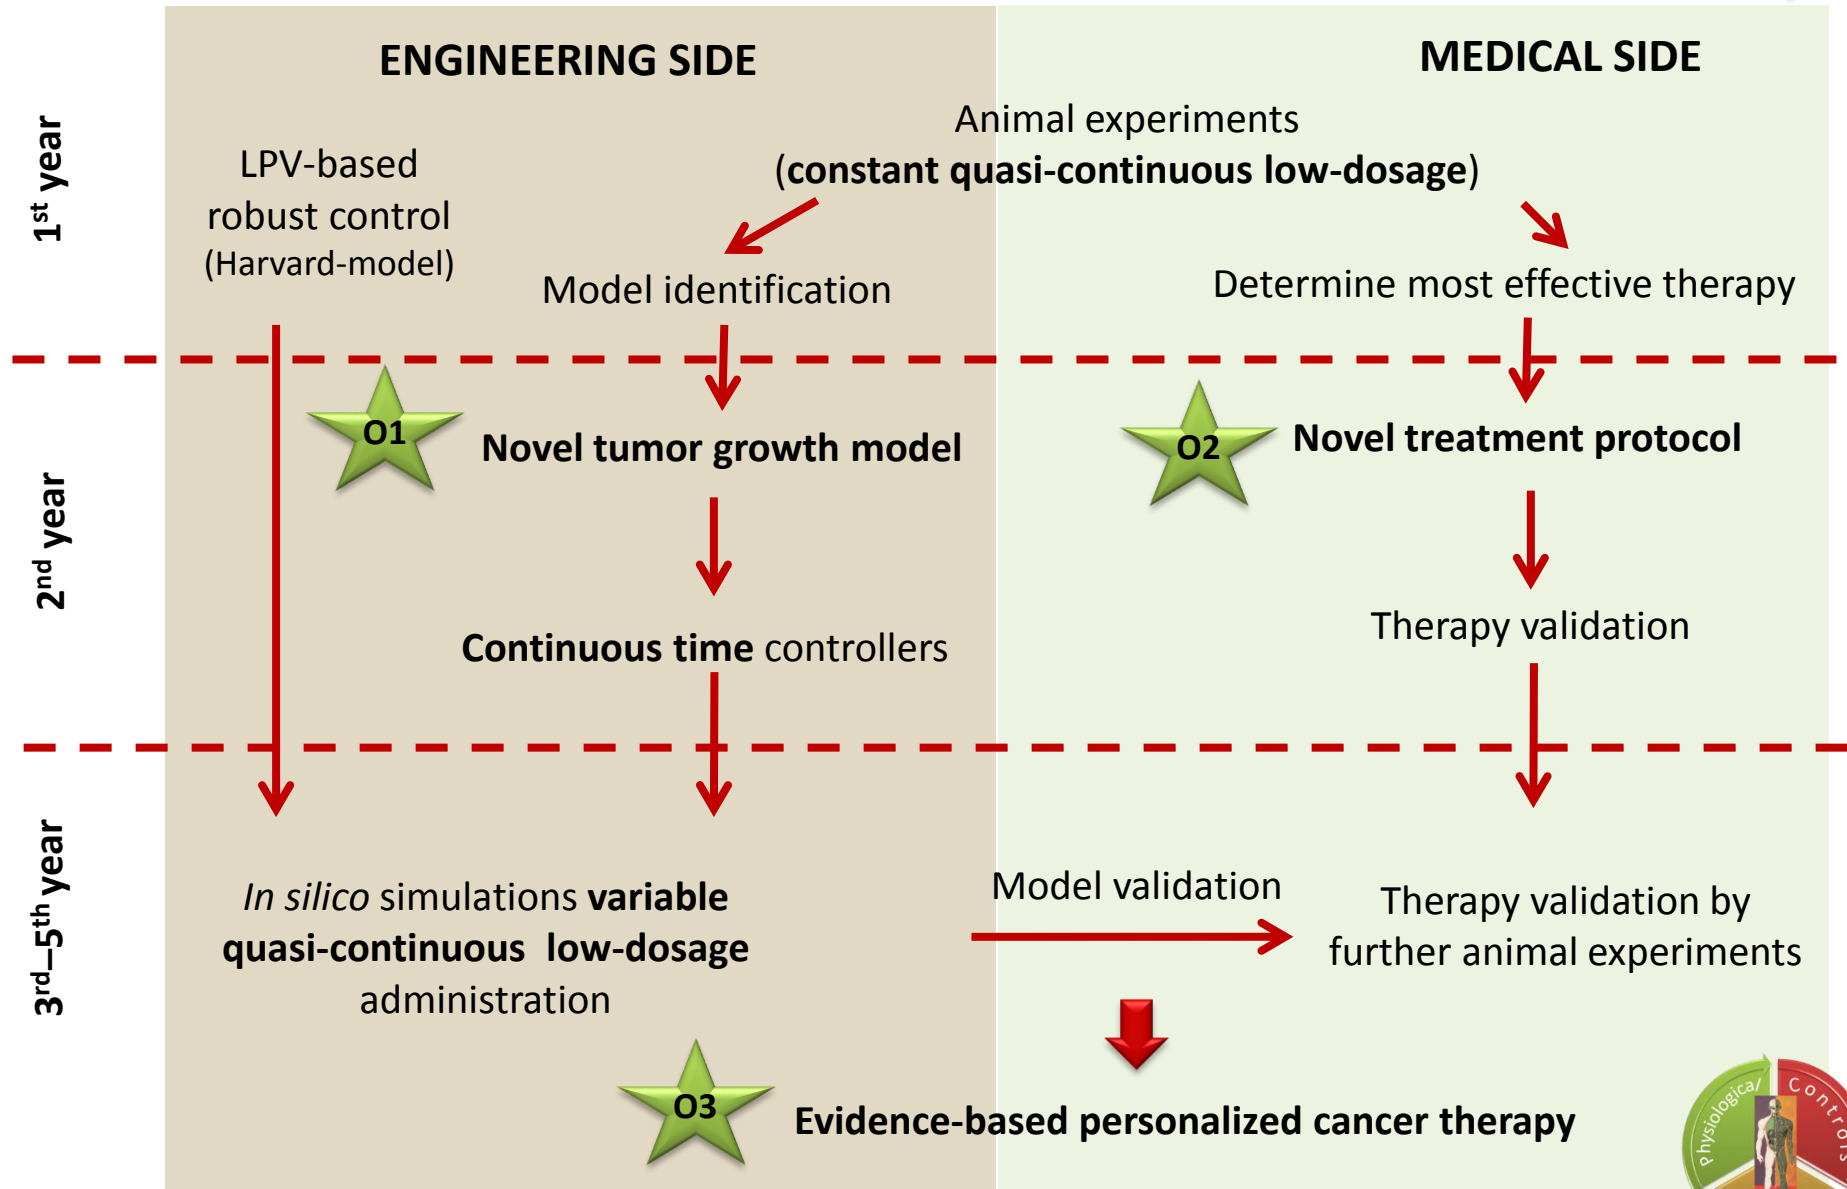 ENGINEERING SIDE
MEDICAL SIDE
1st year
LPV-based
robust control
(Harvard-model)
Animal experiments
(constant quasi-continuous low-dosage)
Model identification
Determine most effective therapy
2nd year
O1
Novel tumor growth model
O2
Novel treatment protocol
Continuous time controllers
Therapy validation
3rd–5th year
In silico simulations variable
quasi-continuous low-dosage
administration
Model validation
Therapy validation by
further animal experiments
O3
Evidence-based personalized cancer therapy
Physiological
Controls